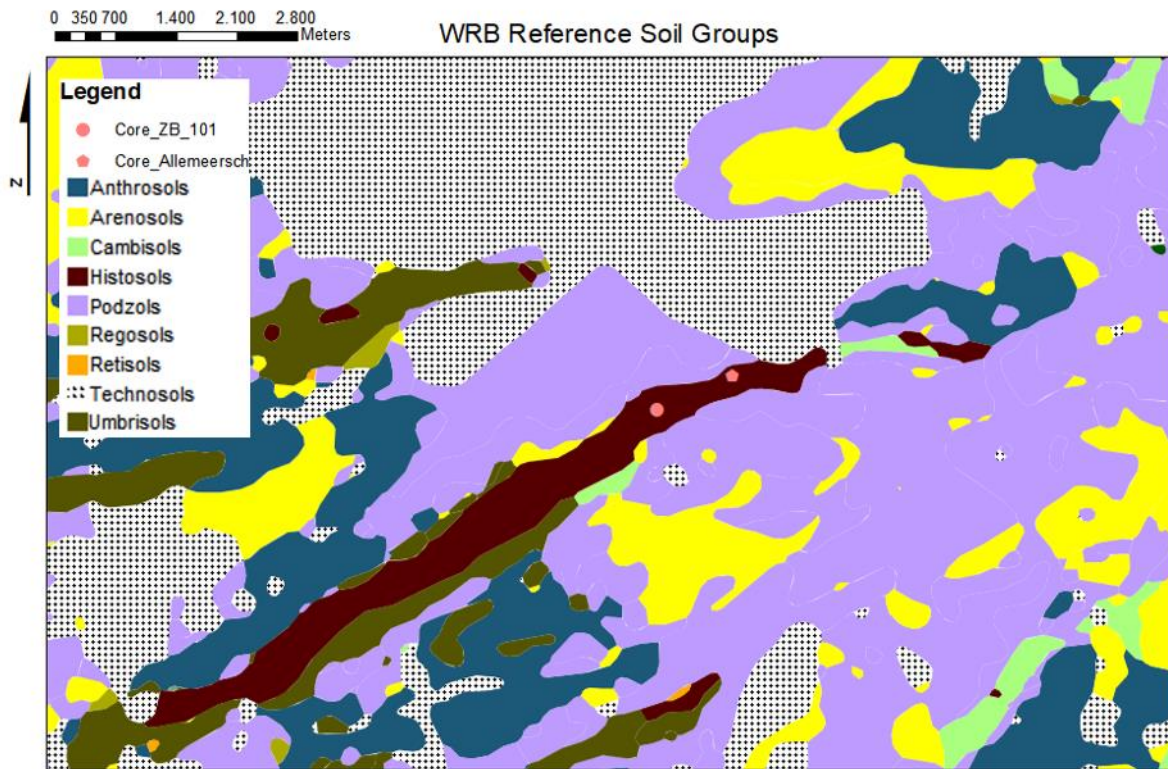 0 350 700 1.400 2.100 2.800
Meters
WRB Reference Soil Groups
N
Legend
Core_ZB_101
Core_Allemeersch
Anthrosols
Arenosols
Cambisols
Histosols
Podzols
Regosols
Retisols
Technosols
Umbrisols